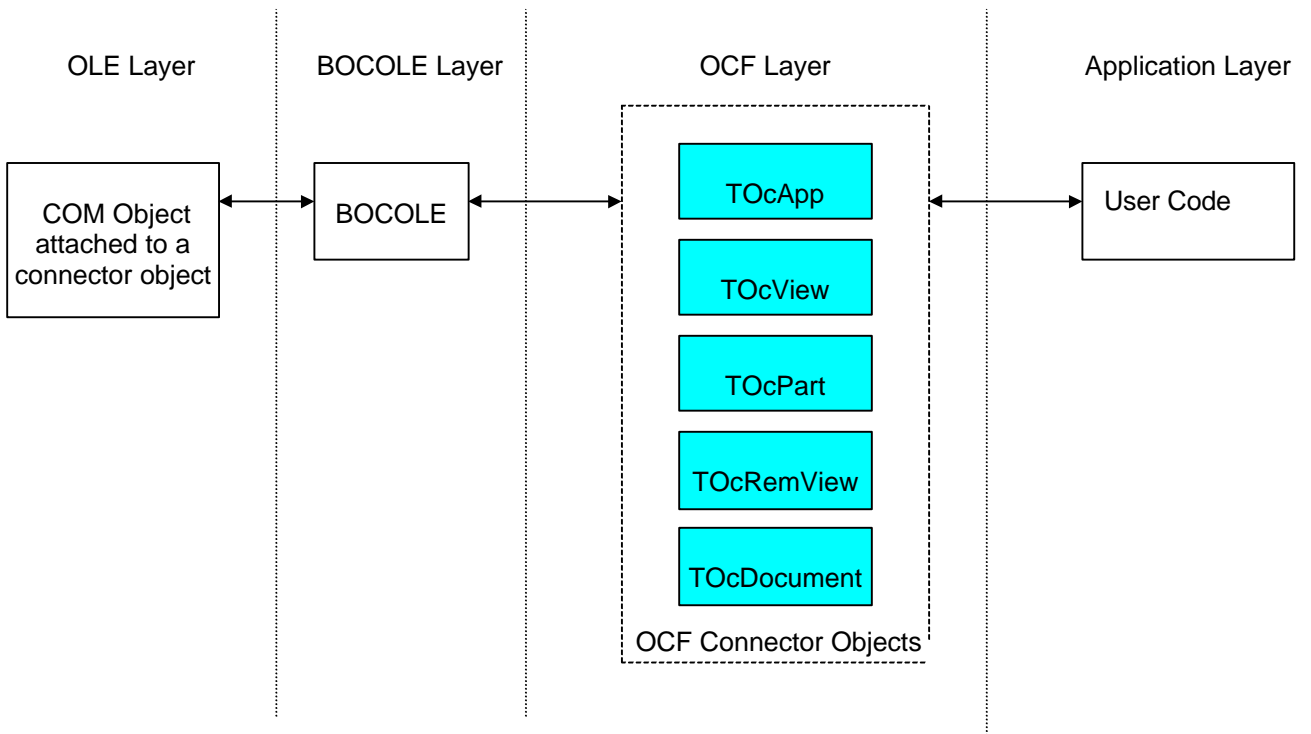 OLE Layer
BOCOLE Layer
OCF Layer
Application Layer
COM Object
attached to a
connector object
BOCOLE
TOcApp
TOcView
TOcPart
TOcRemView
TOcDocument
OCF Connector Objects
User Code